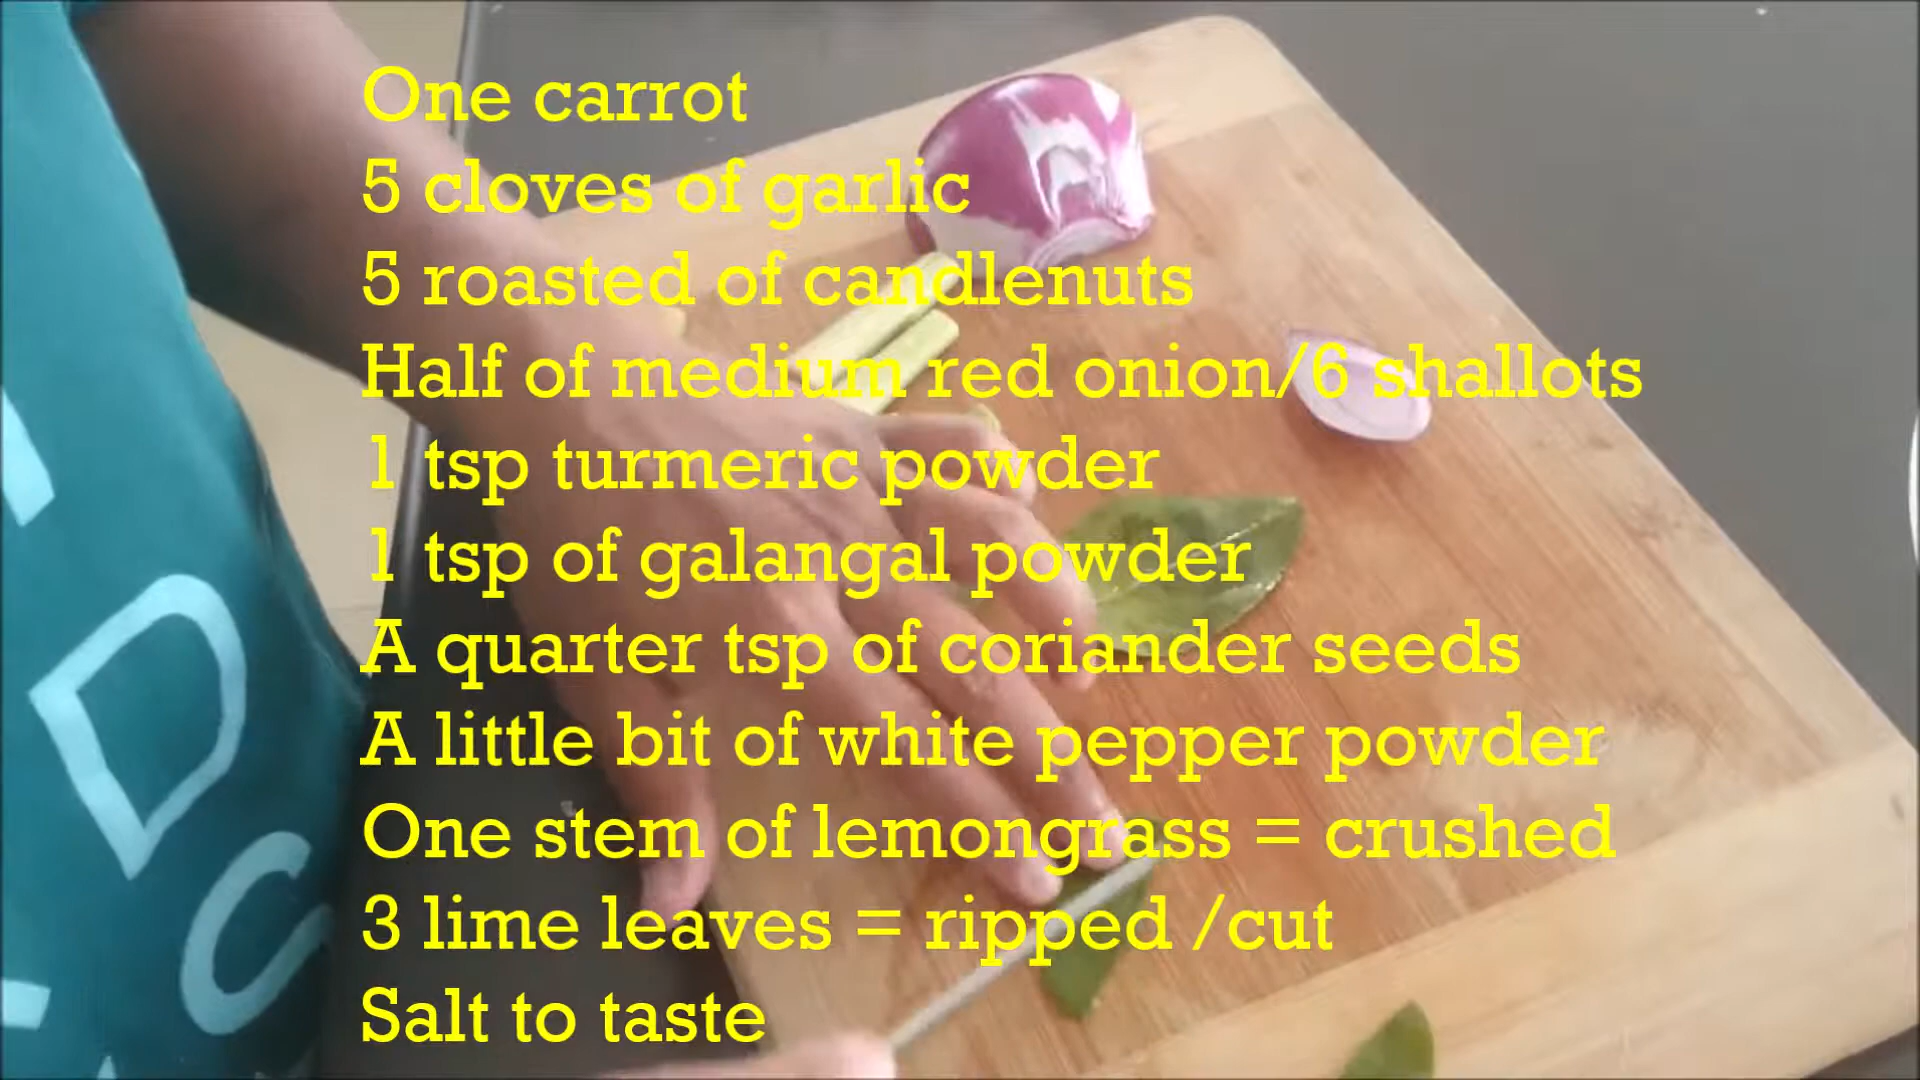 One carrot
5 cloves of garlic
5 roasted of candlenuts
Half of medium red onion/6 shallots
1 tsp turmeric powder
1 tsp of galangal powder
A quarter tsp of coriander seeds
A little bit of white pepper powder
One stem of lemongrass = crushed
3 lime leaves = ripped /cut
Salt to taste
D
C